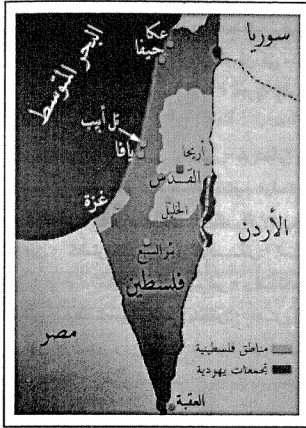 سوريا
عكا
حيفا
البحر المتوسط
تل أبيب
يافا
أريحا
القدس
غزة
الخليل
الأردن
بئر السبع
فلسطين
مصر
مناطق فلسطينية
تجمعات يهودية
العقبة